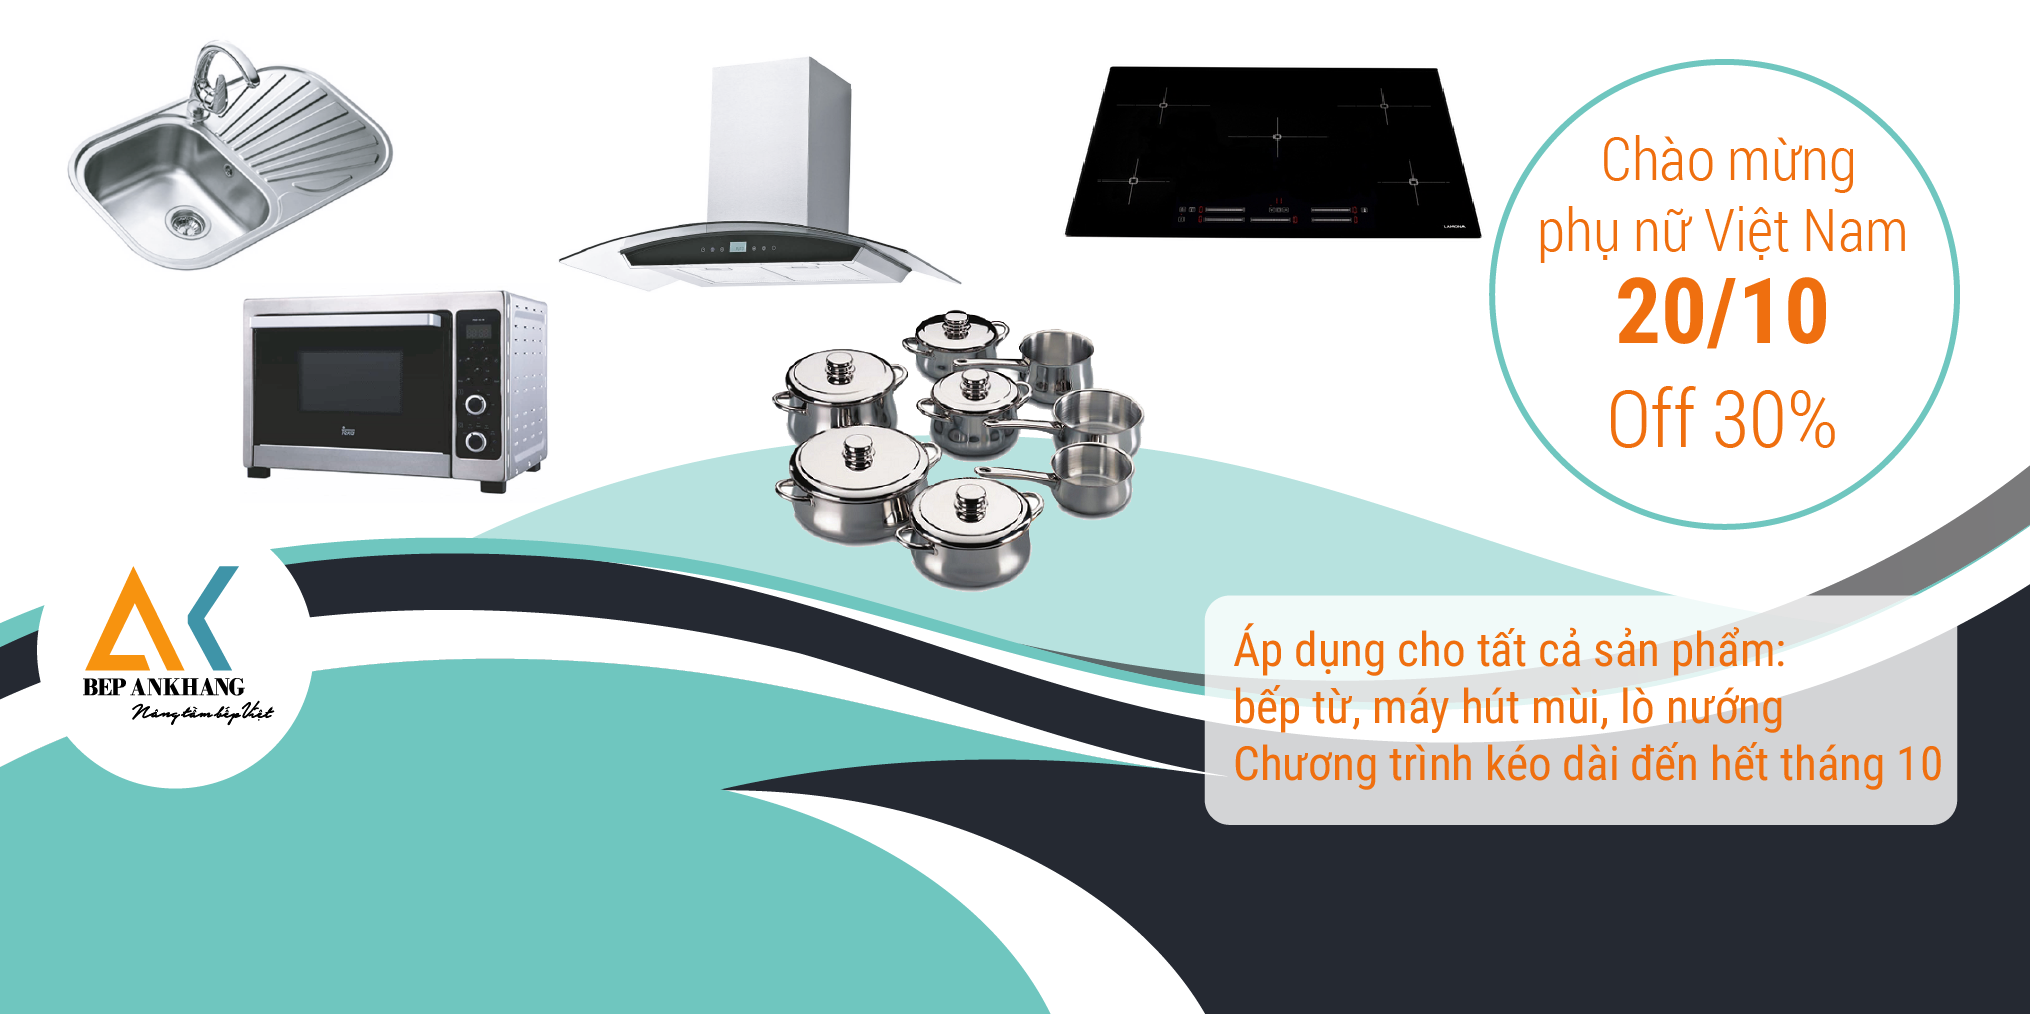 Chào mừng
phụ nữ Việt Nam
20/10
Off 30%
LAMONA
TEKA
BEP ANKHANG
Nâng tầm bếp Việt
Áp dụng cho tất cả sản phẩm:
bếp từ, máy hút mùi, lò nướng
Chương trình kéo dài đến hết tháng 10